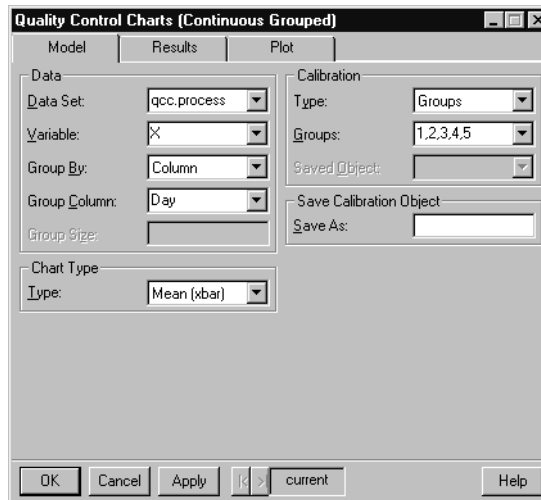 Quality Control Charts (Continuous Grouped)
Model Results Plot
Data
Data Set: qcc.process
Variable: X
Group By: Column
Group Column: Day
Group Size:
Chart Type
Type: Mean (xbar)
Calibration
Type: Groups
Groups: 1,2,3,4,5
Saved Object:
Save Calibration Object
Save As:
OK Cancel Apply current Help